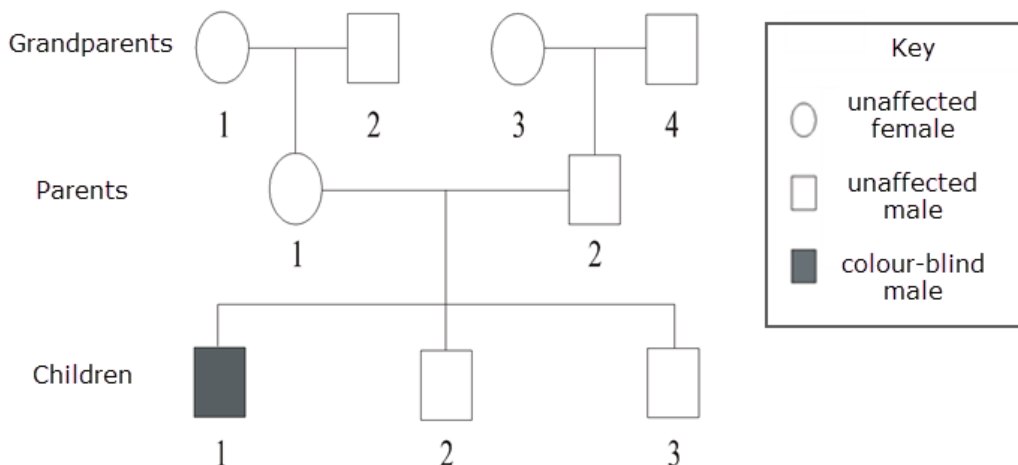 Grandparents
1 2 3 4
Parents
1 2
Children
1 2 3
Key
unaffected
female
unaffected
male
colour-blind
male